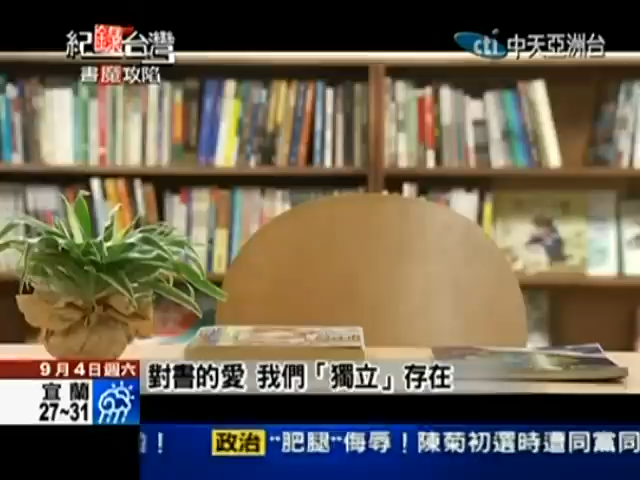 紀錄台灣
書魔攻陷
cti 中天亞洲台
對書的愛 我們「獨立」存在
9月4日週六
宜蘭
27~31
！ 政治 "肥腿"侮辱！陳菊初選時遭同黨同